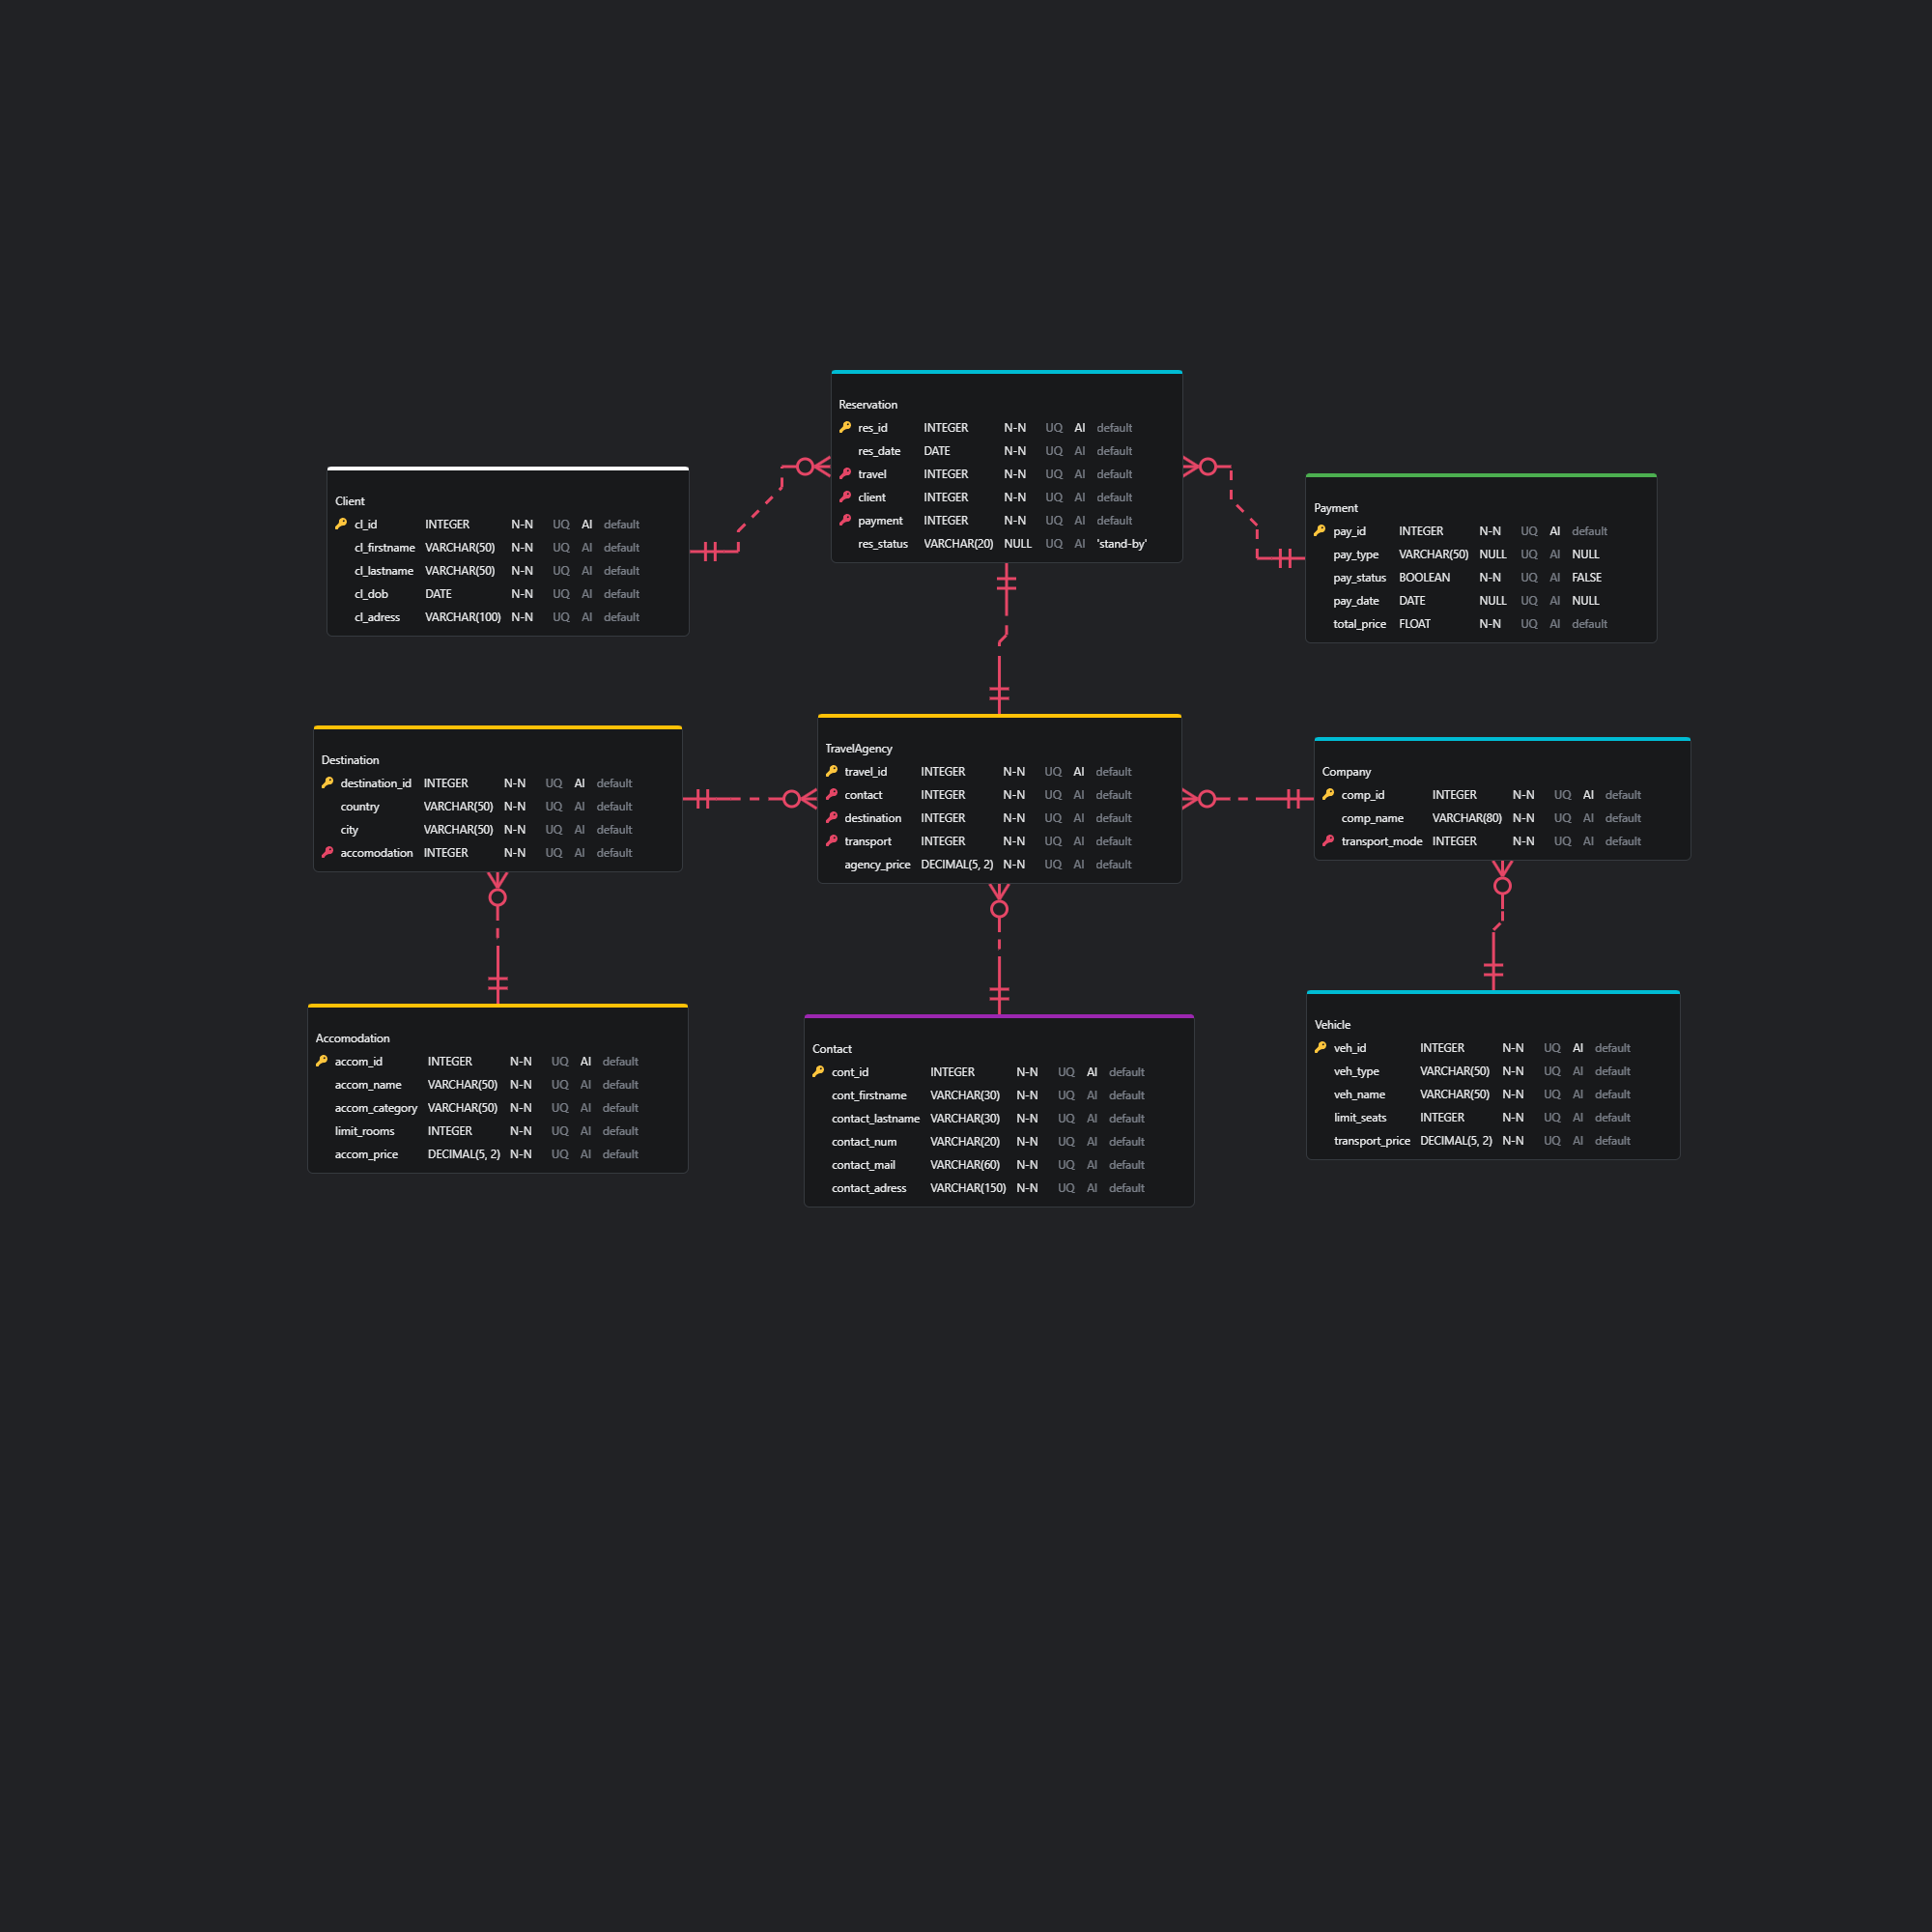 Reservation
res_id INTEGER N-N UQ AI default
res_date DATE N-N UQ AI default
travel INTEGER N-N UQ AI default
client INTEGER N-N UQ AI default
payment INTEGER N-N UQ AI default
res_status VARCHAR(20) NULL UQ AI 'stand-by'
Client
cl_id INTEGER N-N UQ AI default
cl_firstname VARCHAR(50) N-N UQ AI default
cl_lastname VARCHAR(50) N-N UQ AI default
cl_dob DATE N-N UQ AI default
cl_adress VARCHAR(100) N-N UQ AI default
Payment
pay_id INTEGER N-N UQ AI default
pay_type VARCHAR(50) NULL UQ AI NULL
pay_status BOOLEAN N-N UQ AI FALSE
pay_date DATE NULL UQ AI NULL
total_price FLOAT N-N UQ AI default
Destination
destination_id INTEGER N-N UQ AI default
country VARCHAR(50) N-N UQ AI default
city VARCHAR(50) N-N UQ AI default
accomodation INTEGER N-N UQ AI default
TravelAgency
travel_id INTEGER N-N UQ AI default
contact INTEGER N-N UQ AI default
destination INTEGER N-N UQ AI default
transport INTEGER N-N UQ AI default
agency_price DECIMAL(5, 2) N-N UQ AI default
Company
comp_id INTEGER N-N UQ AI default
comp_name VARCHAR(80) N-N UQ AI default
transport_mode INTEGER N-N UQ AI default
Accomodation
accom_id INTEGER N-N UQ AI default
accom_name VARCHAR(50) N-N UQ AI default
accom_category VARCHAR(50) N-N UQ AI default
limit_rooms INTEGER N-N UQ AI default
accom_price DECIMAL(5, 2) N-N UQ AI default
Contact
cont_id INTEGER N-N UQ AI default
cont_firstname VARCHAR(30) N-N UQ AI default
contact_lastname VARCHAR(30) N-N UQ AI default
contact_num VARCHAR(20) N-N UQ AI default
contact_mail VARCHAR(60) N-N UQ AI default
contact_adress VARCHAR(150) N-N UQ AI default
Vehicle
veh_id INTEGER N-N UQ AI default
veh_type VARCHAR(50) N-N UQ AI default
veh_name VARCHAR(50) N-N UQ AI default
limit_seats INTEGER N-N UQ AI default
transport_price DECIMAL(5, 2) N-N UQ AI default